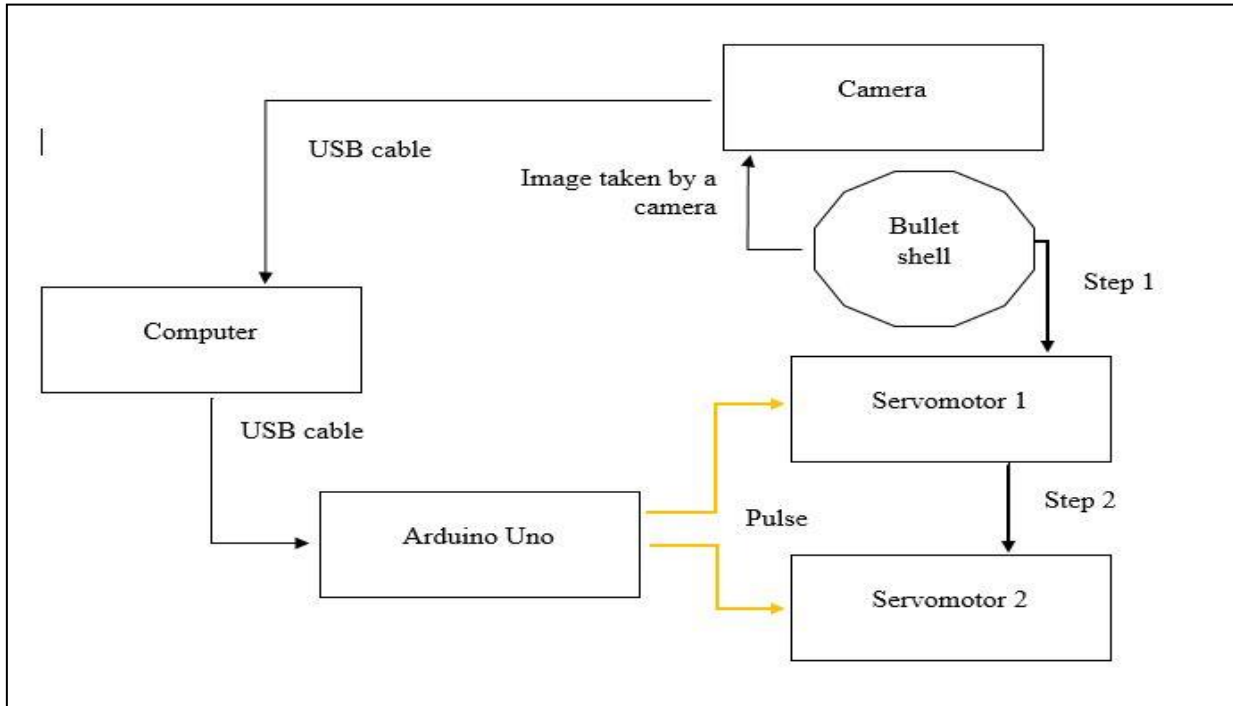 Camera
USB cable
Image taken by a
camera
Bullet
shell
Step 1
Computer
Servomotor 1
USB cable
Step 2
Pulse
Arduino Uno
Servomotor 2